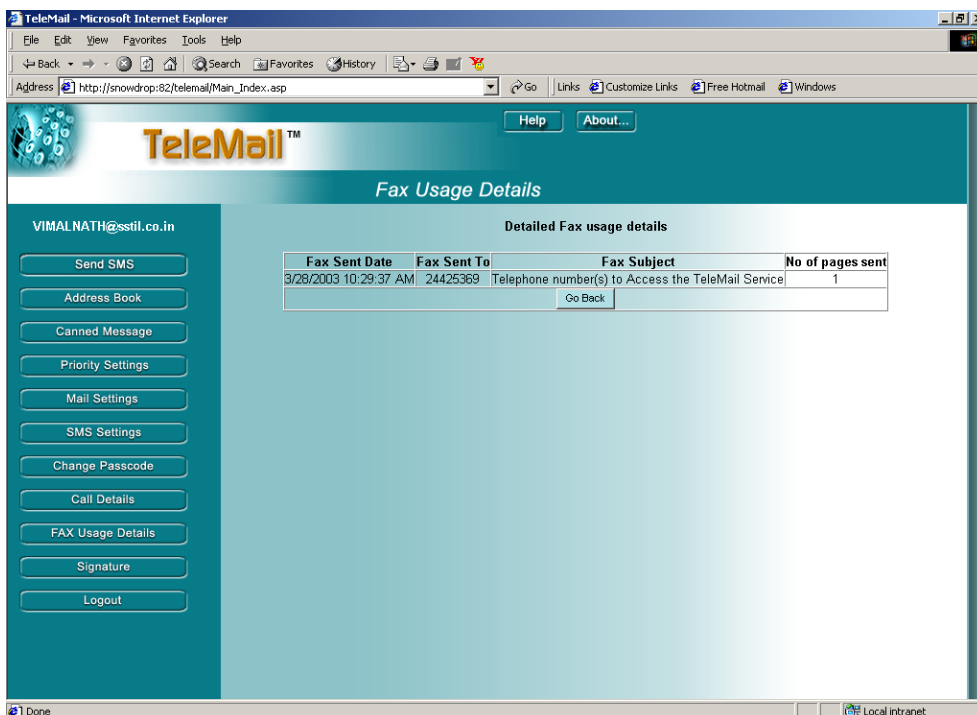 TeleMail - Microsoft Internet Explorer
File Edit View Favorites Tools Help
Back Search Favorites History
Address http://snowdrop:82/telemail/Main_Index.asp Go Links Customize Links Free Hotmail Windows
TeleMail™
Help About...
Fax Usage Details
VIMALNATH@sstil.co.in
Send SMS
Address Book
Canned Message
Priority Settings
Mail Settings
SMS Settings
Change Passcode
Call Details
FAX Usage Details
Signature
Logout
Detailed Fax usage details
Fax Sent Date Fax Sent To Fax Subject No of pages sent
3/28/2003 10:29:37 AM 24425369 Telephone number(s) to Access the TeleMail Service 1
Go Back
Done Local intranet